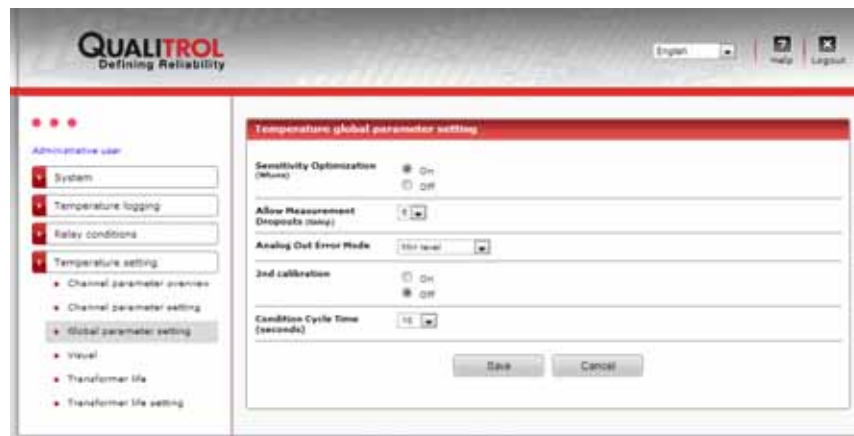 QUALITROL
Defining Reliability
English
Help
Logout
Administrative user
System
Temperature logging
Relay conditions
Temperature setting
Channel parameter overview
Channel parameter setting
Global parameter setting
Visual
Transformer life
Transformer life setting
Temperature global parameter setting
Sensitivity Optimization
On
Off
Allow Measurement
Dropouts
Analog Out Error Mode
level
2nd calibration
On
Off
Condition Cycle Time
(seconds)
Save
Cancel